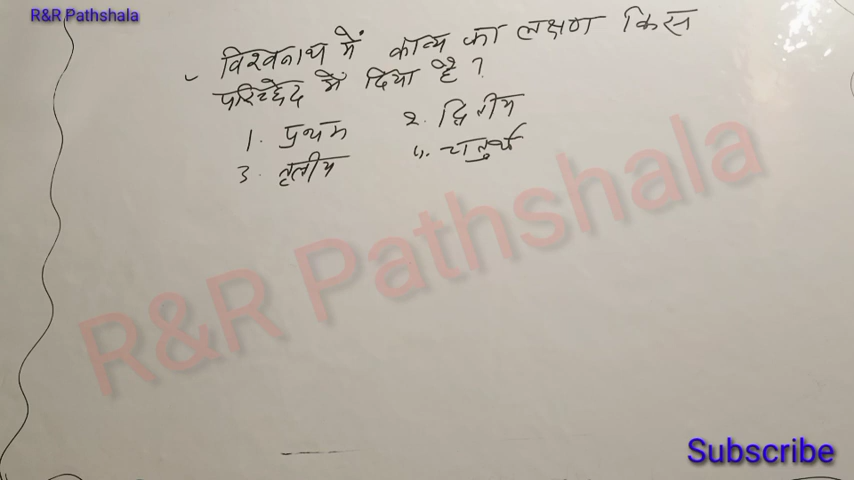 R&R Pathshala
विश्वनाथ में काव्य का लक्षण किस
परिच्छेद में दिया है ?
1. प्रथम 2. द्वितीय
3. तृतीय 4. चतुर्थ
R&R Pathshala
Subscribe